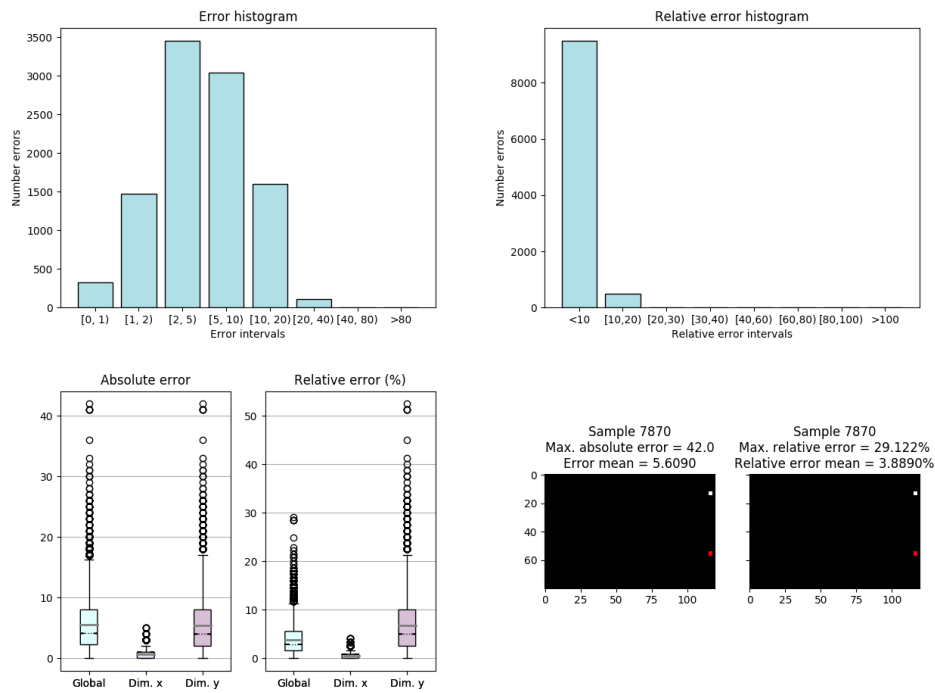 Error histogram
3500
3000
2500
2000
1500
1000
500
0
Number errors
[0, 1) [1, 2) [2, 5) [5, 10) [10, 20) [20, 40) [40, 80) >80
Error intervals
Relative error histogram
8000
6000
4000
2000
0
Number errors
<10 [10,20) [20,30) [30,40) [40,60) [60,80) [80,100) >100
Relative error intervals
Absolute error
40
30
20
10
0
Global Dim. x Dim. y
Relative error (%)
50
40
30
20
10
0
Global Dim. x Dim. y
Sample 7870
Max. absolute error = 42.0
Error mean = 5.6090
0
20
40
60
0 25 50 75 100
Sample 7870
Max. relative error = 29.122%
Relative error mean = 3.8890%
0 25 50 75 100